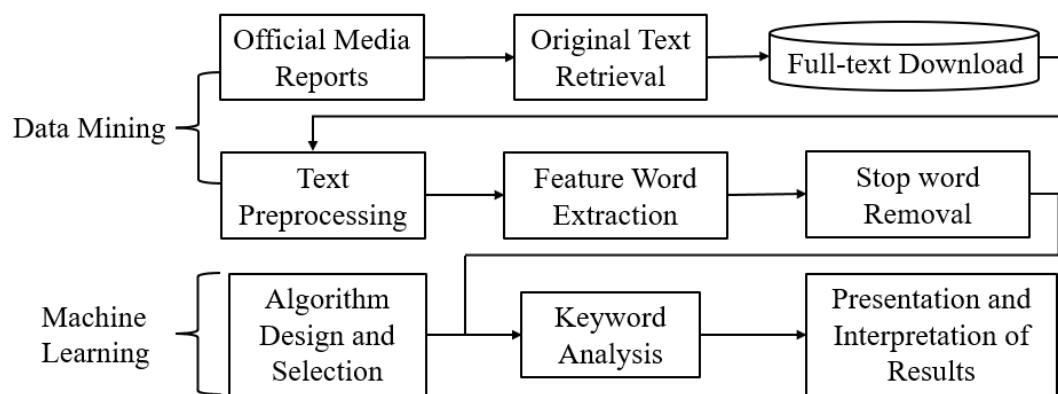 Official Media
Reports
Original Text
Retrieval
Full-text Download
Data Mining
Text
Preprocessing
Feature Word
Extraction
Stop word
Removal
Machine
Learning
Algorithm
Design and
Selection
Keyword
Analysis
Presentation and
Interpretation of
Results